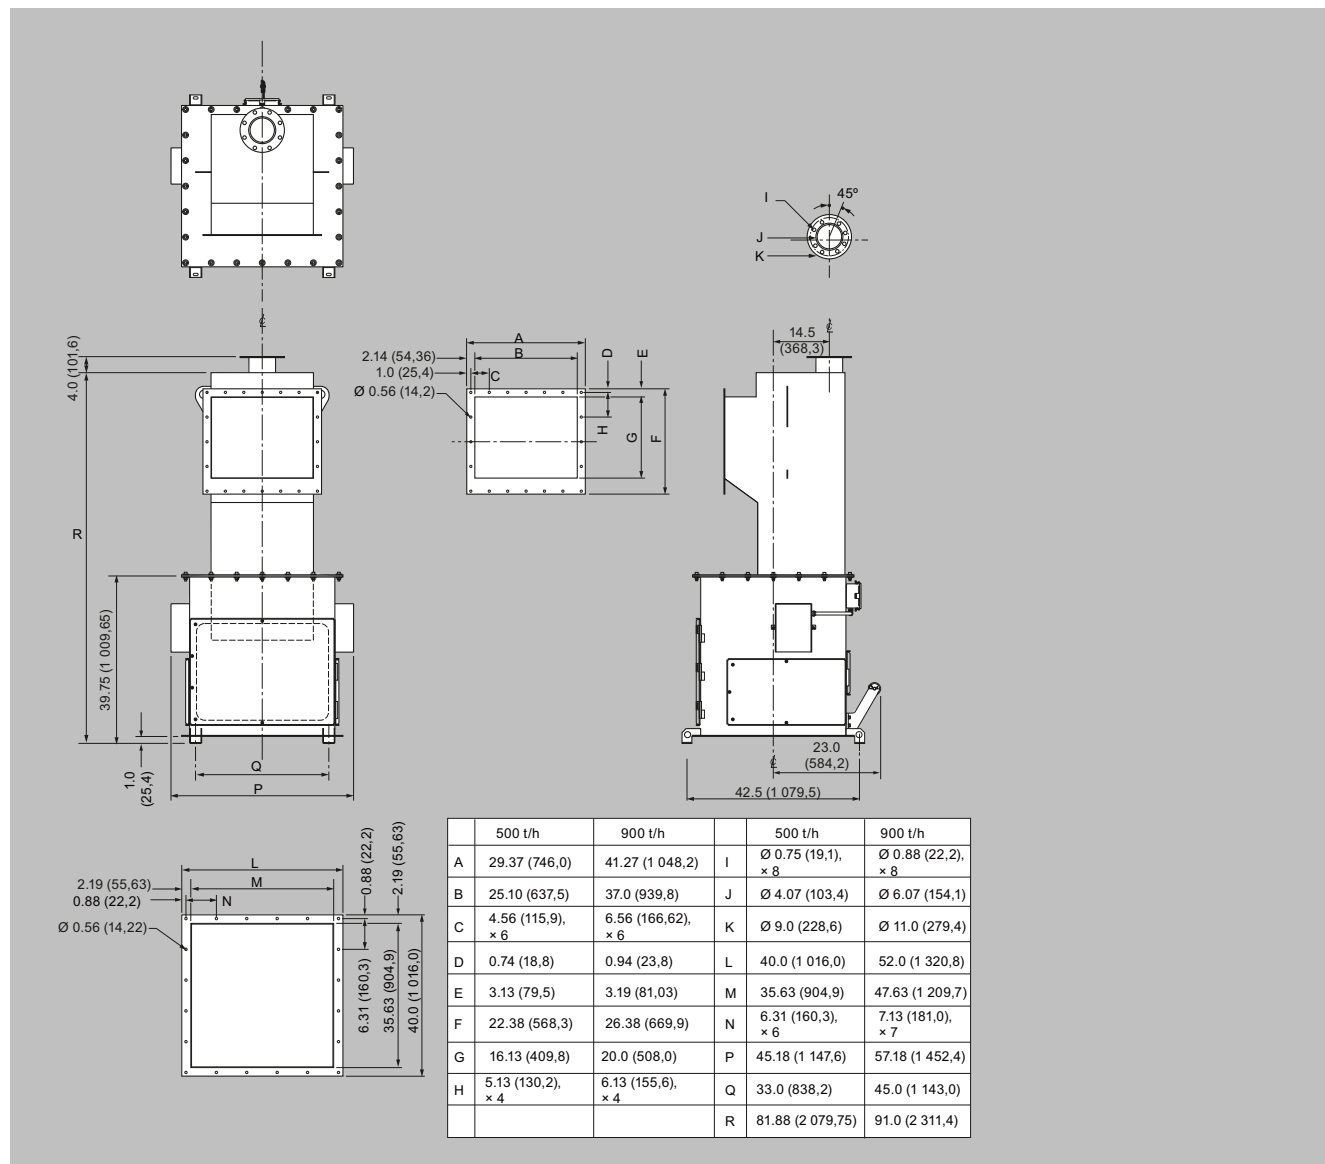 I
45º
J
K
℄
℄
14.5
(368,3)
4.0 (101,6)
A
B
D
E
2.14 (54,36)
1.0 (25,4)
C
Ø 0.56 (14,2)
H
G
F
R
39.75 (1 009,65)
1.0
(25,4)
Q
P
℄
23.0
(584,2)
42.5 (1 079,5)
L
M
2.19 (55,63)
0.88 (22,2)
N
Ø 0.56 (14,22)
0.88 (22,2)
2.19 (55,63)
6.31 (160,3)
35.63 (904,9)
40.0 (1 016,0)
500 t/h 900 t/h 500 t/h 900 t/h
A 29.37 (746,0) 41.27 (1 048,2) I Ø 0.75 (19,1), Ø 0.88 (22,2),
× 8 × 8
B 25.10 (637,5) 37.0 (939,8) J Ø 4.07 (103,4) Ø 6.07 (154,1)
C 4.56 (115,9), 6.56 (166,62), K Ø 9.0 (228,6) Ø 11.0 (279,4)
× 6 × 6
D 0.74 (18,8) 0.94 (23,8) L 40.0 (1 016,0) 52.0 (1 320,8)
E 3.13 (79,5) 3.19 (81,03) M 35.63 (904,9) 47.63 (1 209,7)
F 22.38 (568,3) 26.38 (669,9) N 6.31 (160,3), 7.13 (181,0),
× 6 × 7
G 16.13 (409,8) 20.0 (508,0) P 45.18 (1 147,6) 57.18 (1 452,4)
H 5.13 (130,2), 6.13 (155,6), Q 33.0 (838,2) 45.0 (1 143,0)
× 4 × 4
R 81.88 (2 079,75) 91.0 (2 311,4)